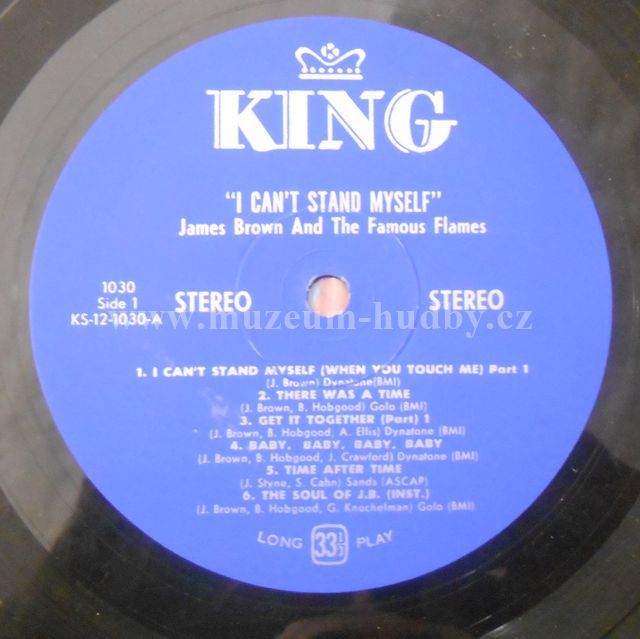 KING
"I CAN'T STAND MYSELF"
James Brown And The Famous Flames
1030
Side 1
KS-12-1030-A
STEREO
STEREO
www.muzeum-hudby.cz
1. I CAN'T STAND MYSELF (WHEN YOU TOUCH ME) Part 1
(J. Brown) Dynatone(BMI)
2. THERE WAS A TIME
(J. Brown, B. Hobgood) Golo (BMI)
3. GET IT TOGETHER (Part) 1
(J. Brown, B. Hobgood, A. Ellis) Dynatone (BMI)
4. BABY, BABY, BABY, BABY
(J. Brown, B. Hobgood, J. Crawford) Dynatone (BMI)
5. TIME AFTER TIME
(J. Styne, S. Cahn) Sands (ASCAP)
6. THE SOUL OF J.B. (INST.)
(J. Brown, B. Hobgood, G. Knochelman) Golo (BMI)
LONG 33 1/3 PLAY